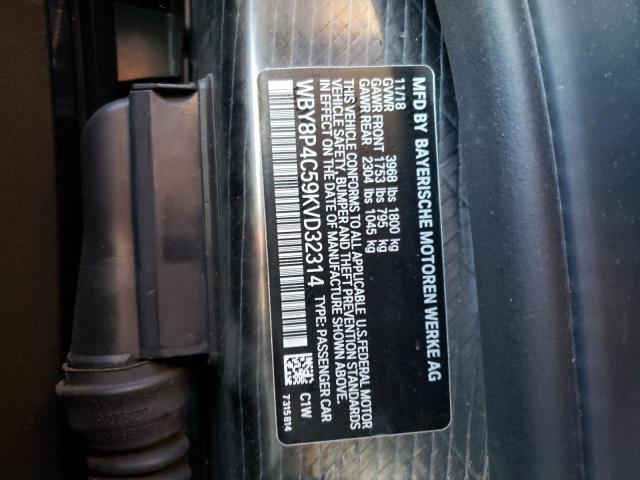 MFD BY BAYERISCHE MOTOREN WERKE AG
11/18
GVWR 3968 lbs 1800 kg
GAWR FRONT 1753 lbs 795 kg
GAWR REAR 2304 lbs 1045 kg
THIS VEHICLE CONFORMS TO ALL APPLICABLE U.S.FEDERAL MOTOR
VEHICLE SAFETY, BUMPER AND THEFT PREVENTION STANDARDS
IN EFFECT ON THE DATE OF MANUFACTURE SHOWN ABOVE.
WBY8P4C59KVD32314 TYPE: PASSENGER CAR
C1W
7315814